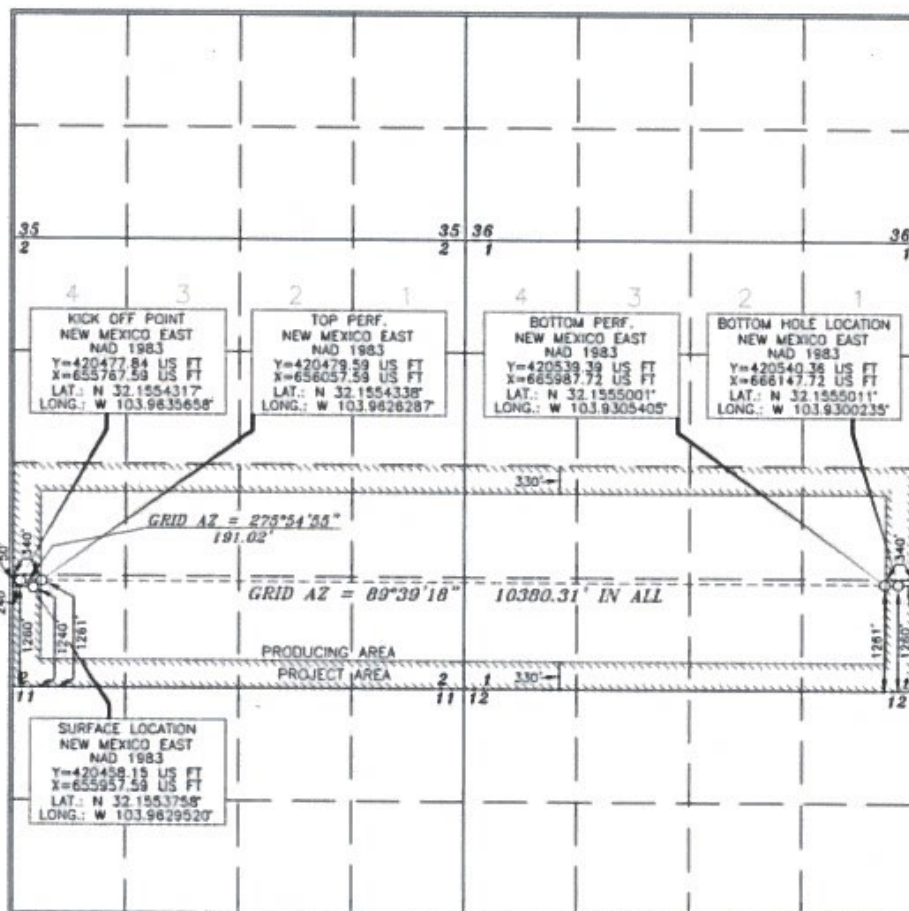 35
2
35 36
2 1
36
1
4 3 2 1 4 3 2 1
KICK OFF POINT
NEW MEXICO EAST
NAD 1983
Y=420477.84 US FT
X=655767.59 US FT
LAT.: N 32.1554317°
LONG.: W 103.9635658°
TOP PERF.
NEW MEXICO EAST
NAD 1983
Y=420479.59 US FT
X=656057.59 US FT
LAT.: N 32.1554338°
LONG.: W 103.9626287°
BOTTOM PERF.
NEW MEXICO EAST
NAD 1983
Y=420539.39 US FT
X=665987.72 US FT
LAT.: N 32.1555001°
LONG.: W 103.9305405°
BOTTOM HOLE LOCATION
NEW MEXICO EAST
NAD 1983
Y=420540.36 US FT
X=666147.72 US FT
LAT.: N 32.1555011°
LONG.: W 103.9300235°
330'
GRID AZ = 275°54'55"
191.02'
340'
340'
240'
GRID AZ = 89°39'18" 10380.31' IN ALL
1260'
1240'
1261'
1261'
1260'
PRODUCING AREA
PROJECT AREA
330'
2
11
2 1
11 12
12
SURFACE LOCATION
NEW MEXICO EAST
NAD 1983
Y=420458.15 US FT
X=655957.59 US FT
LAT.: N 32.1553758°
LONG.: W 103.9629520°